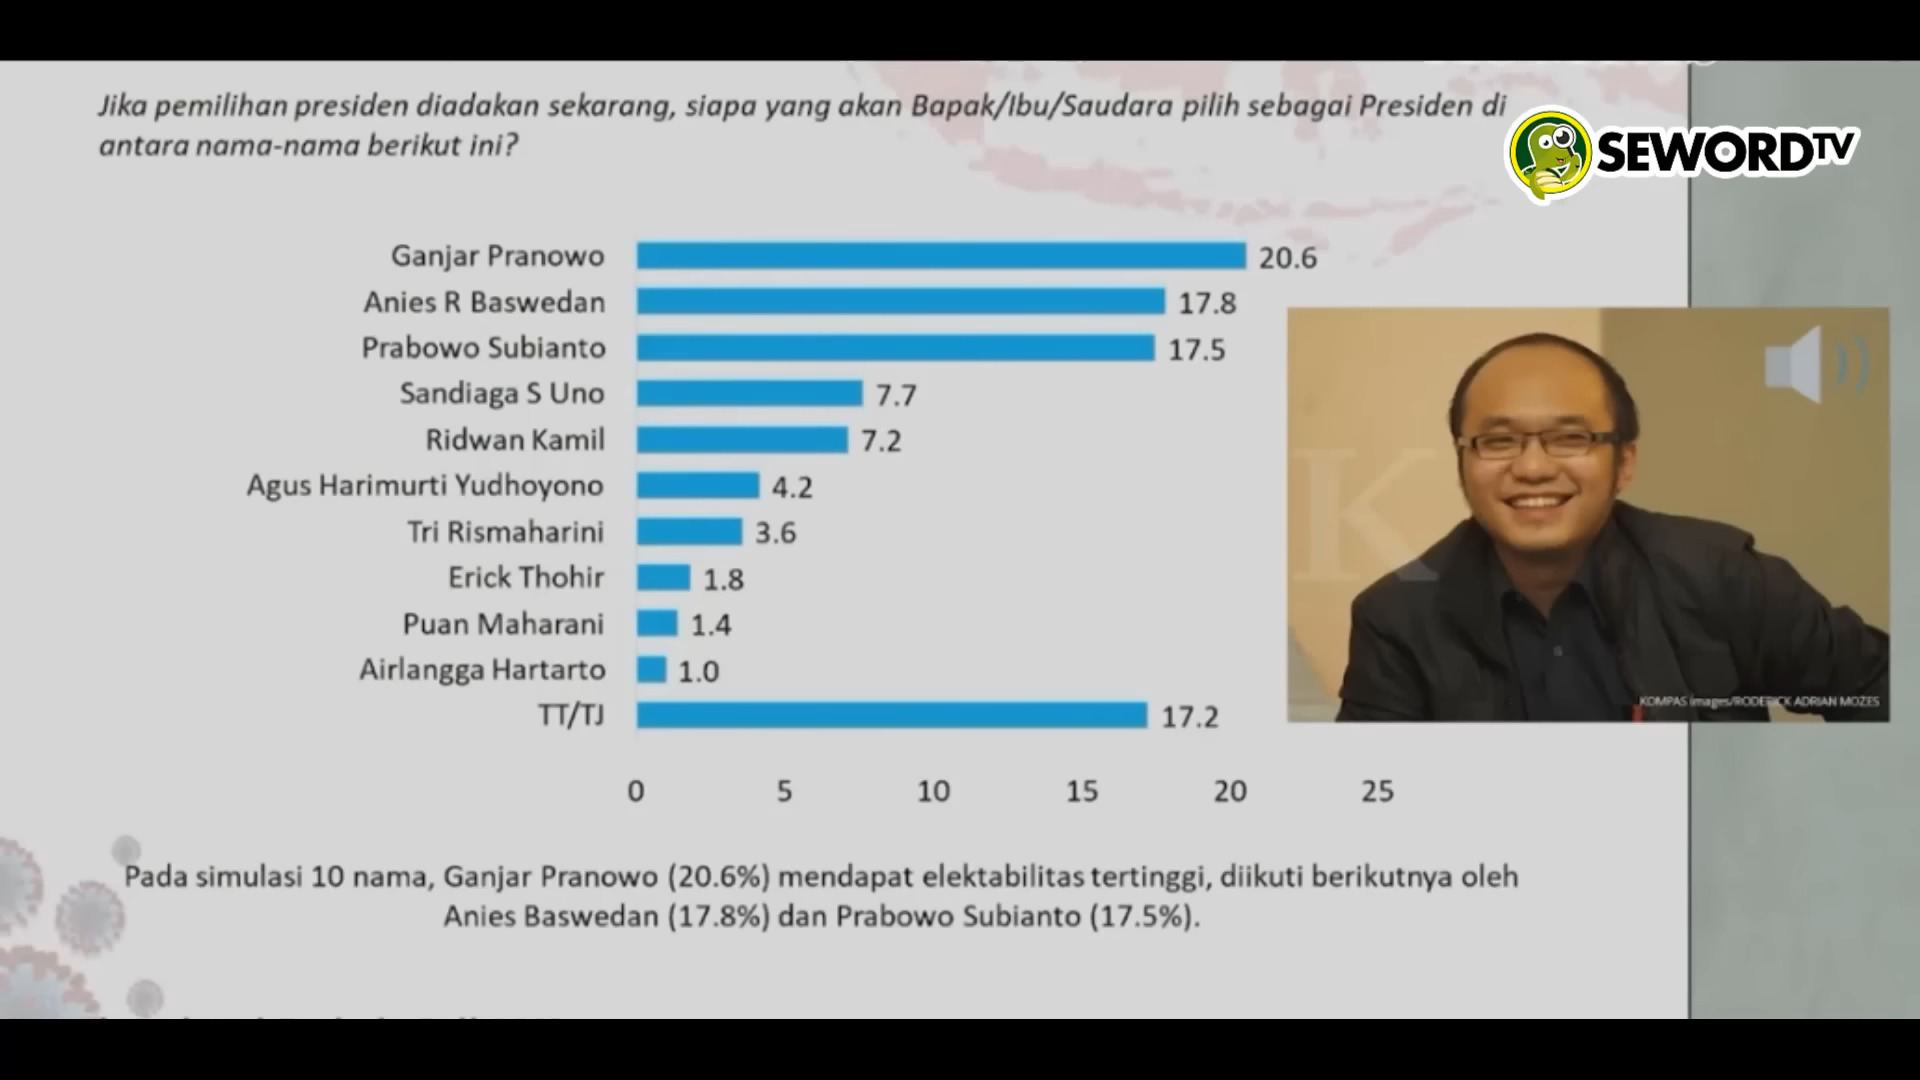 Jika pemilihan presiden diadakan sekarang, siapa yang akan Bapak/Ibu/Saudara pilih sebagai Presiden di
antara nama-nama berikut ini?
SEWORDTV
Ganjar Pranowo 20.6
Anies R Baswedan 17.8
Prabowo Subianto 17.5
Sandiaga S Uno 7.7
Ridwan Kamil 7.2
Agus Harimurti Yudhoyono 4.2
Tri Rismaharini 3.6
Erick Thohir 1.8
Puan Maharani 1.4
Airlangga Hartarto 1.0
TT/TJ 17.2
0 5 10 15 20 25
K
KOMPAS images/RODERICK ADRIAN MOZES
Pada simulasi 10 nama, Ganjar Pranowo (20.6%) mendapat elektabilitas tertinggi, diikuti berikutnya oleh
Anies Baswedan (17.8%) dan Prabowo Subianto (17.5%).